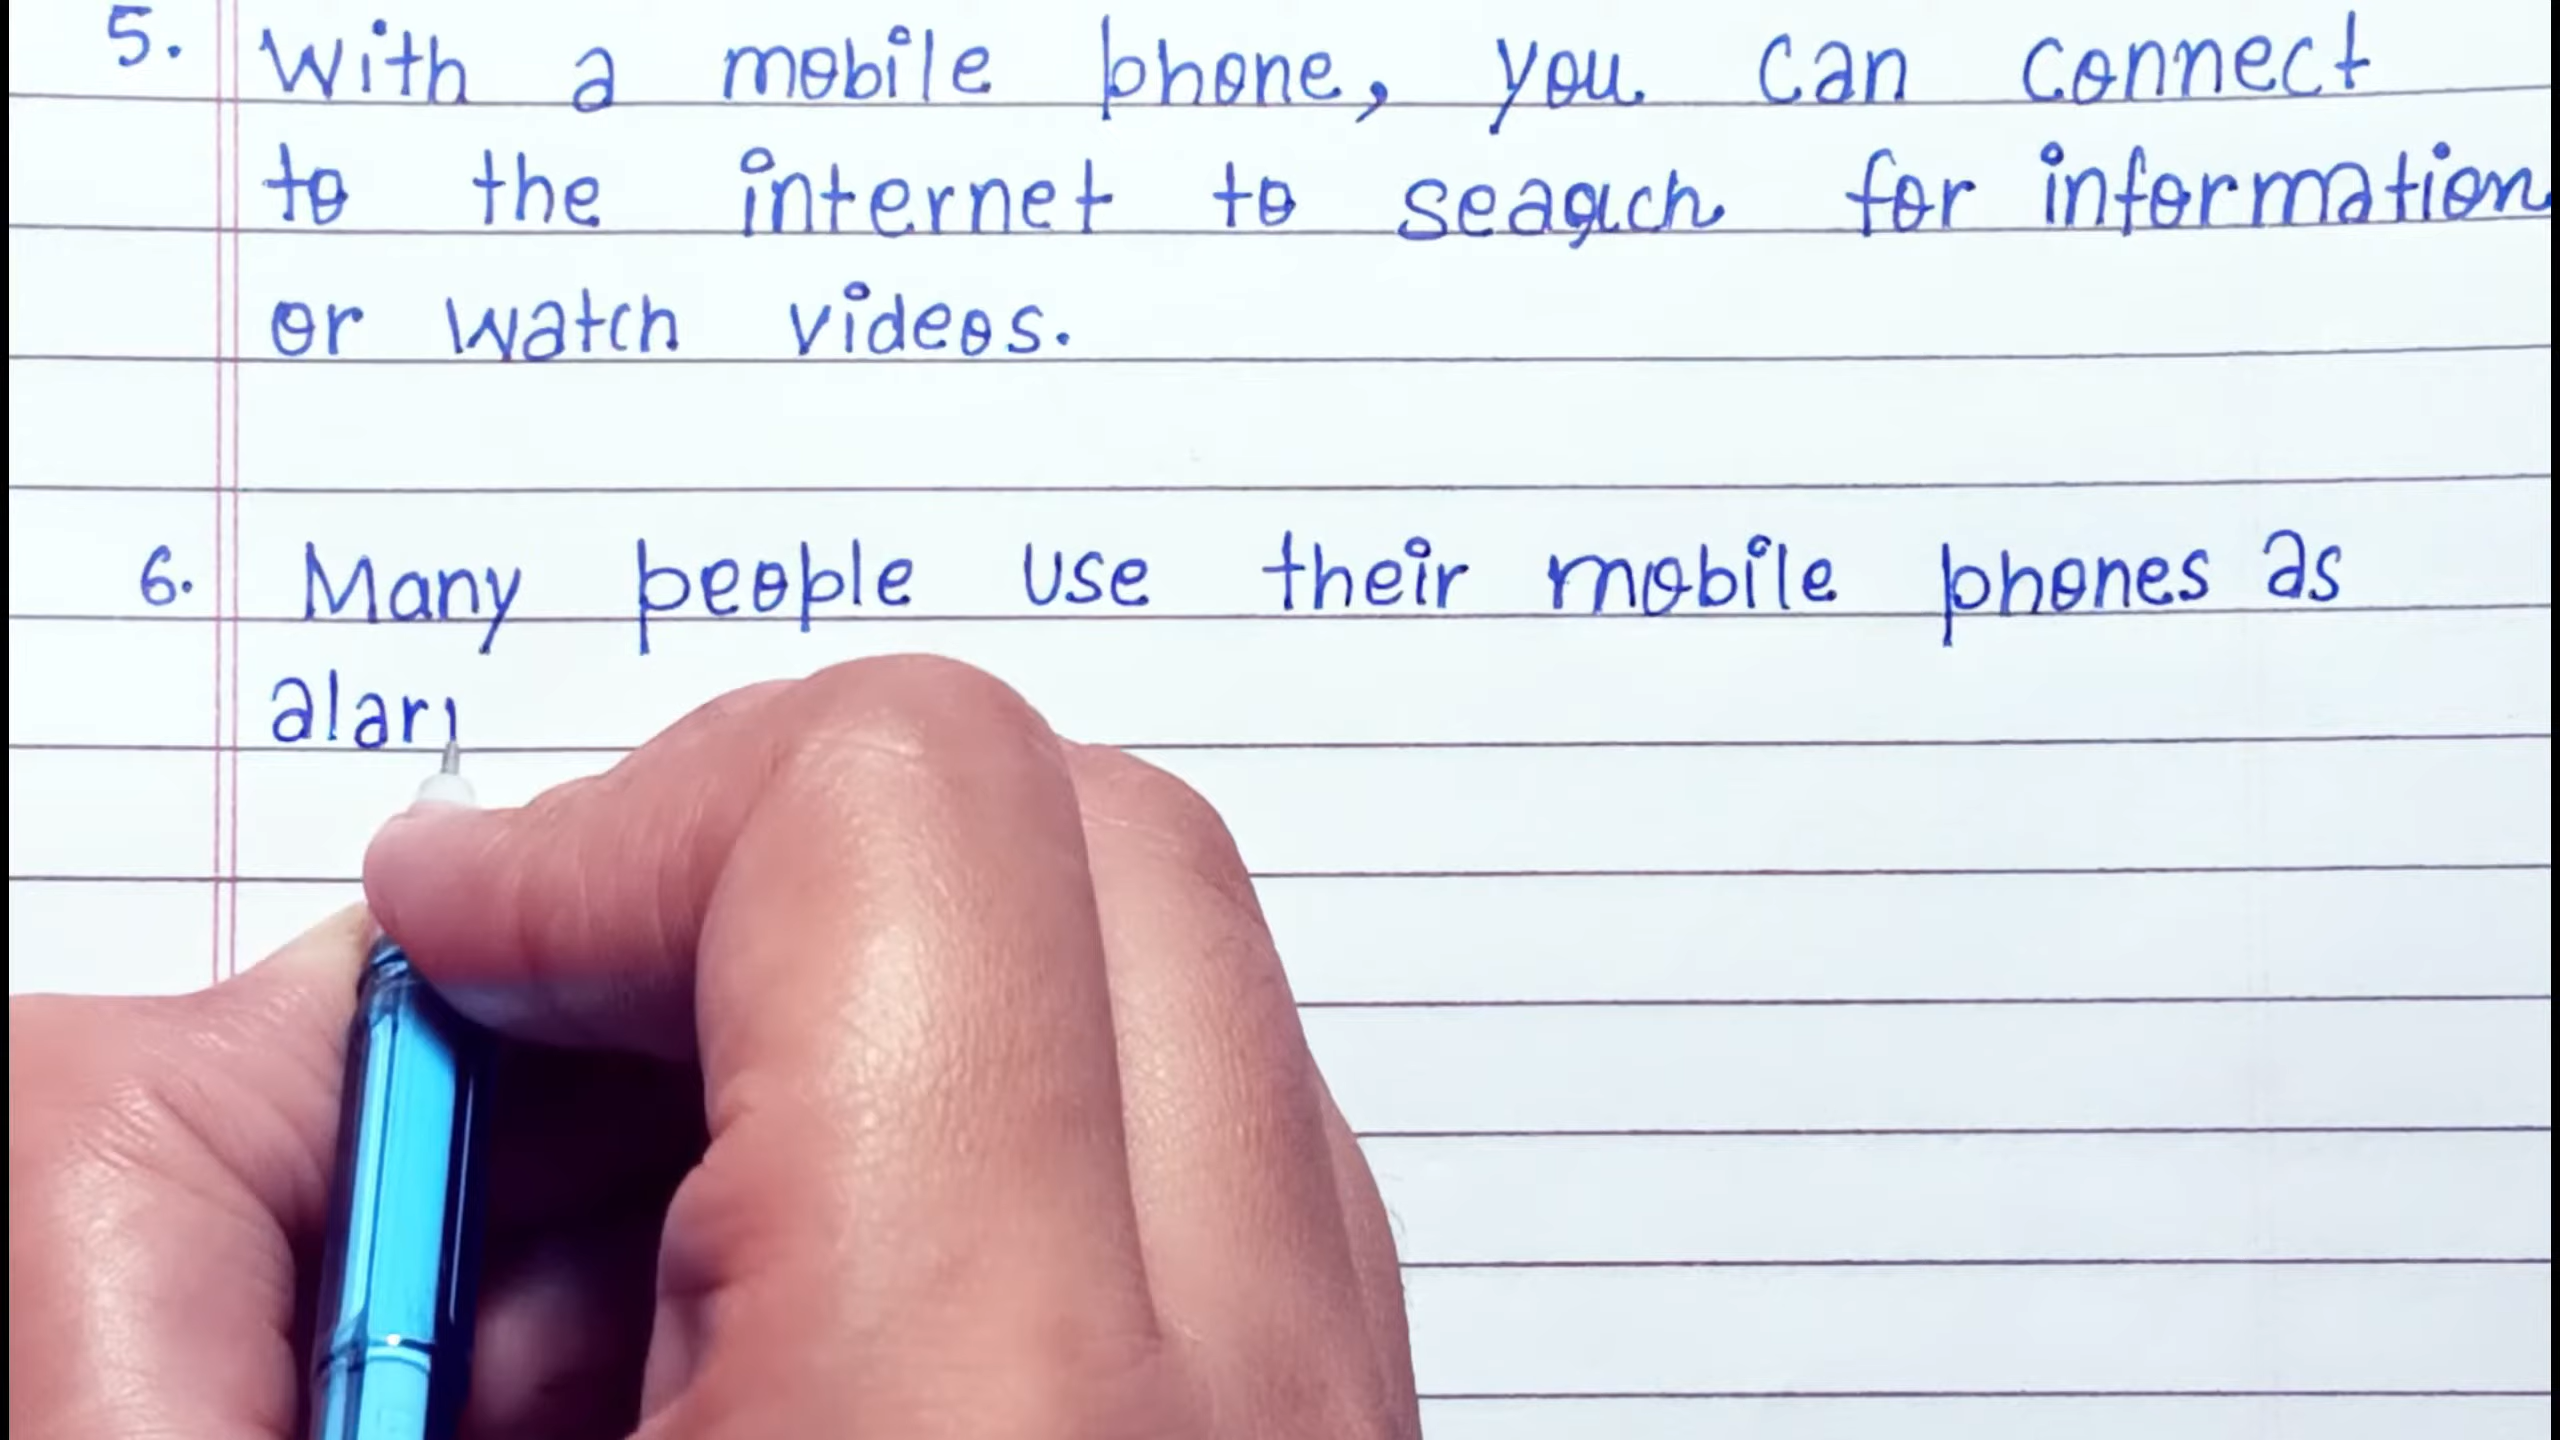 5. With a mobile phone, you can connect
to the internet to search for information
or watch videos.
6. Many people use their mobile phones as
alar